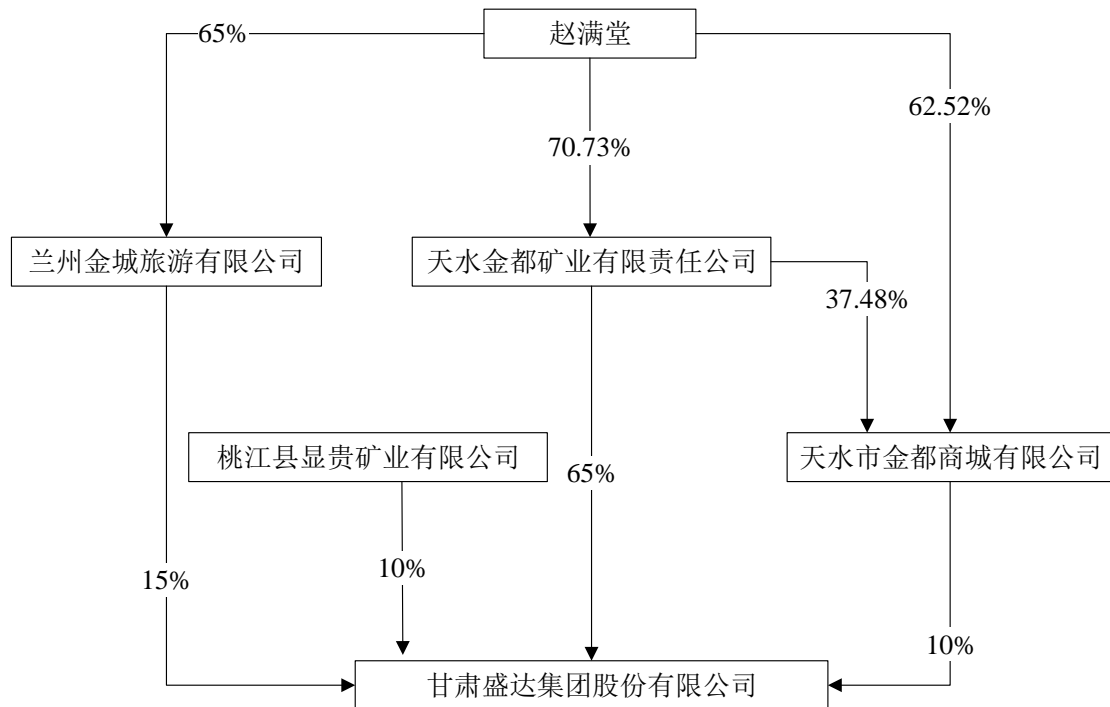 赵满堂
65%
62.52%
70.73%
兰州金城旅游有限公司
天水金都矿业有限责任公司
37.48%
桃江县显贵矿业有限公司
天水市金都商城有限公司
65%
15%
10%
10%
甘肃盛达集团股份有限公司